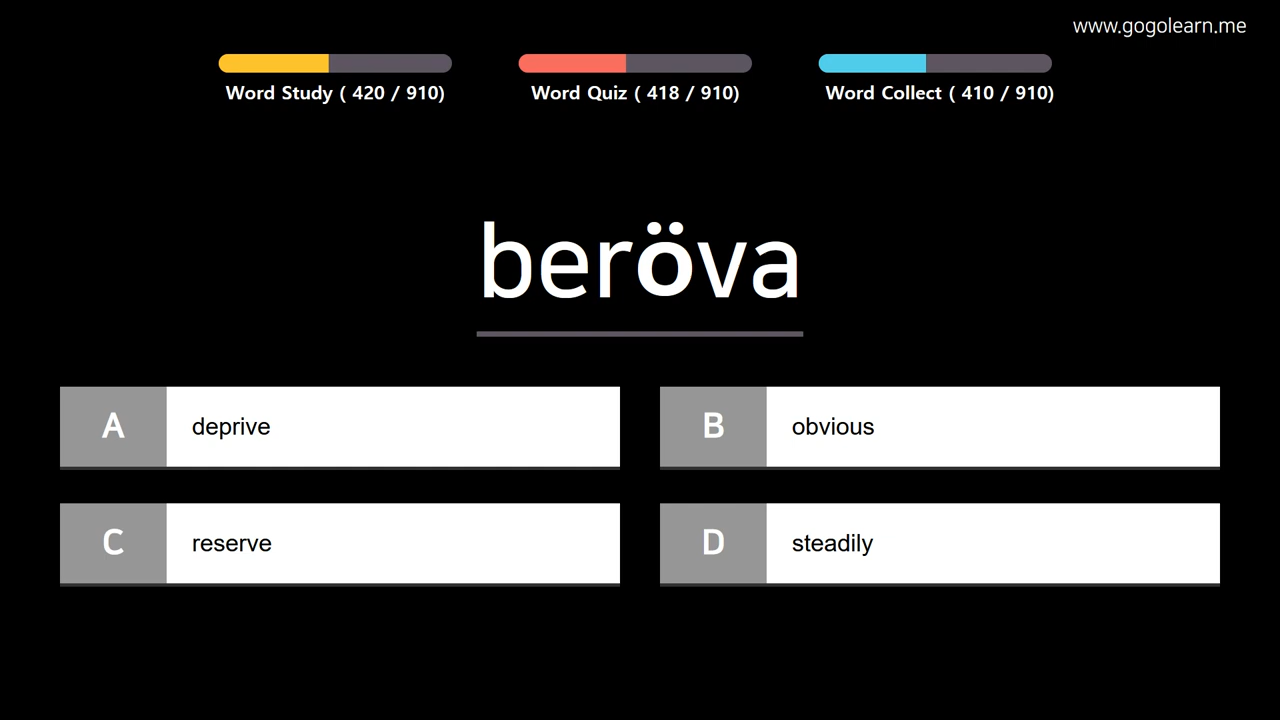 www.gogolearn.me
Word Study ( 420 / 910)
Word Quiz ( 418 / 910)
Word Collect ( 410 / 910)
beröva
A deprive
B obvious
C reserve
D steadily